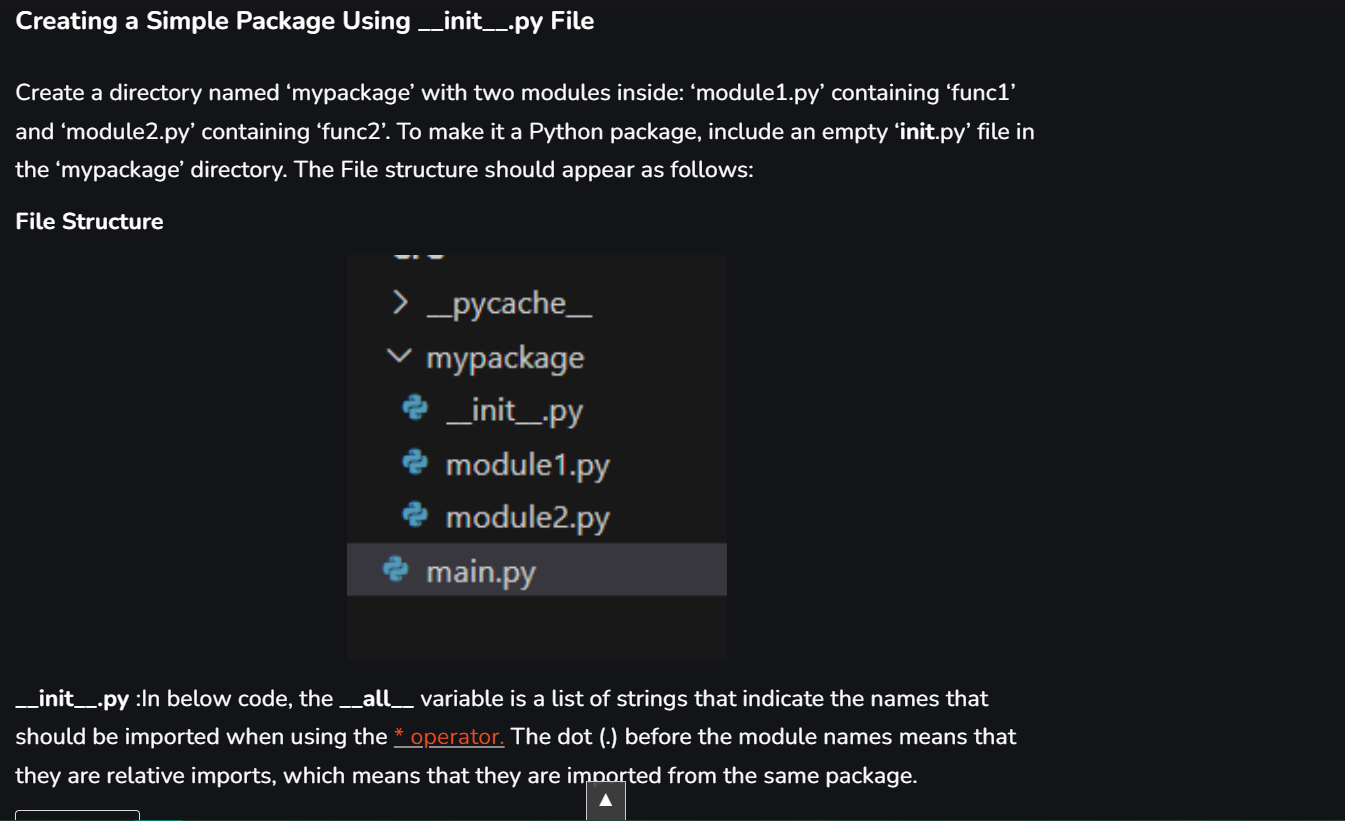 Creating a Simple Package Using __init__.py File
Create a directory named ‘mypackage’ with two modules inside: ‘module1.py’ containing ‘func1’
and ‘module2.py’ containing ‘func2’. To make it a Python package, include an empty ‘init.py’ file in
the ‘mypackage’ directory. The File structure should appear as follows:
File Structure
__pycache__
mypackage
__init__.py
module1.py
module2.py
main.py
__init__.py :In below code, the __all__ variable is a list of strings that indicate the names that
should be imported when using the * operator. The dot (.) before the module names means that
they are relative imports, which means that they are imported from the same package.